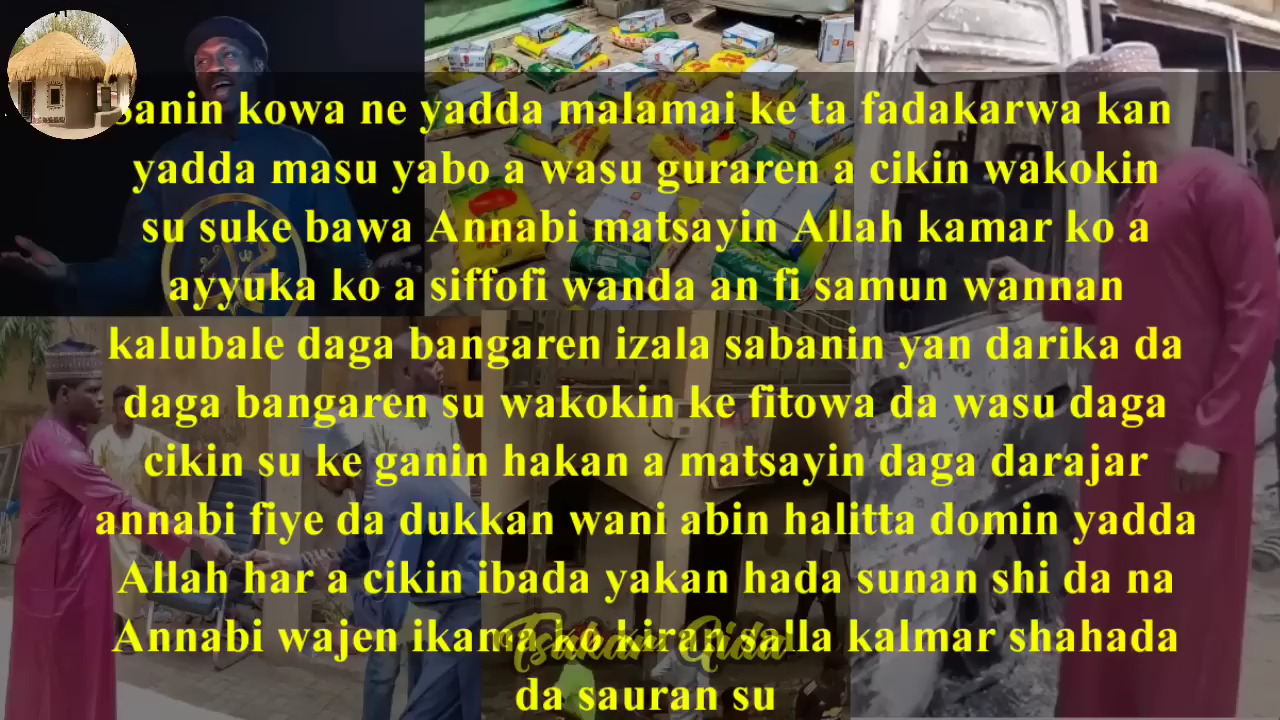 sanin kowa ne yadda malamai ke ta fadakarwa kan
yadda masu yabo a wasu guraren a cikin wakokin
su suke bawa Annabi matsayin Allah kamar ko a
ayyuka ko a siffofi wanda an fi samun wannan
kalubale daga bangaren izala sabanin yan darika da
daga bangaren su wakokin ke fitowa da wasu daga
cikin su ke ganin hakan a matsayin daga darajar
annabi fiye da dukkan wani abin halitta domin yadda
Allah har a cikin ibada yakan hada sunan shi da na
Annabi wajen ikama ko kiran salla kalmar shahada
Tsakar Gida
da sauran su